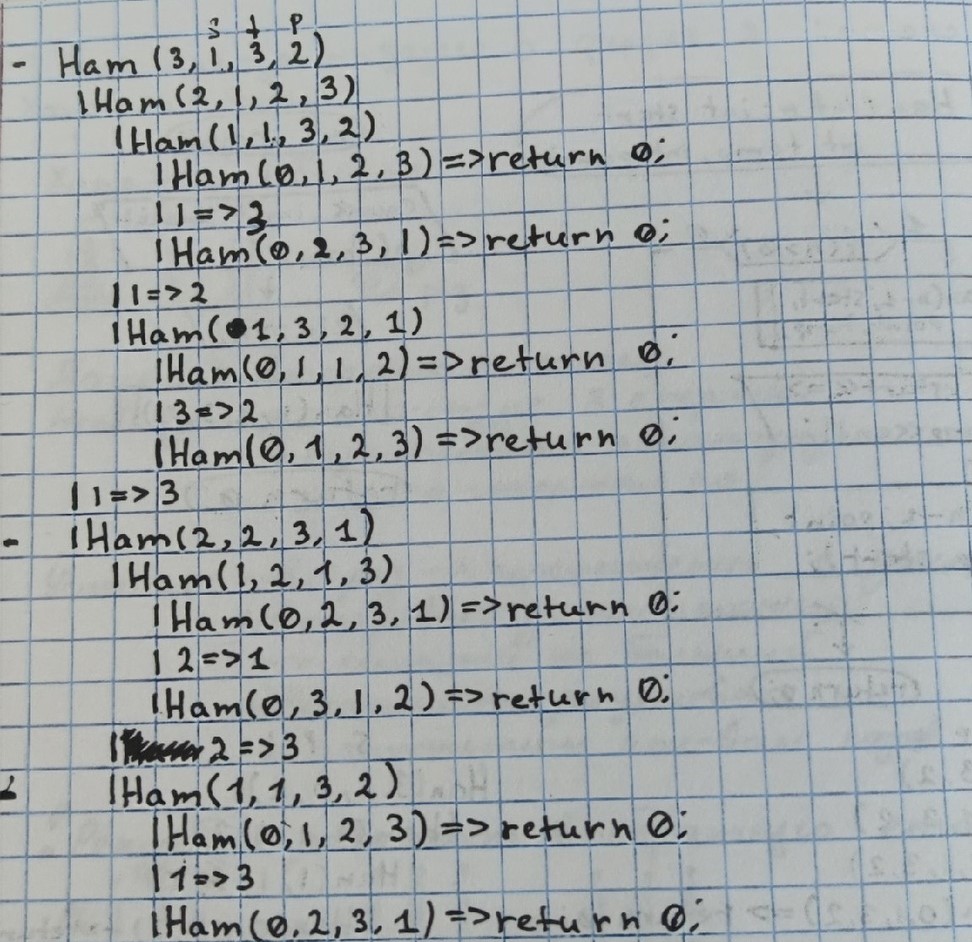 s t p
- Ham (3, 1, 3, 2)
|Ham(2, 1, 2, 3)
|Ham(1, 1, 3, 2)
|Ham(0, 1, 2, 3) => return 0;
| 1 => 3
|Ham(0, 2, 3, 1) => return 0;
| 1 => 2
|Ham(1, 3, 2, 1)
|Ham(0, 1, 1, 2) => return 0;
| 3 => 2
|Ham(0, 1, 2, 3) => return 0;
| 1 => 3
- |Ham(2, 2, 3, 1)
|Ham(1, 2, 1, 3)
|Ham(0, 2, 3, 1) => return 0;
| 2 => 1
|Ham(0, 3, 1, 2) => return 0;
| 2 => 3
|Ham(1, 1, 3, 2)
|Ham(0, 1, 2, 3) => return 0;
| 1 => 3
|Ham(0, 2, 3, 1) => return 0;